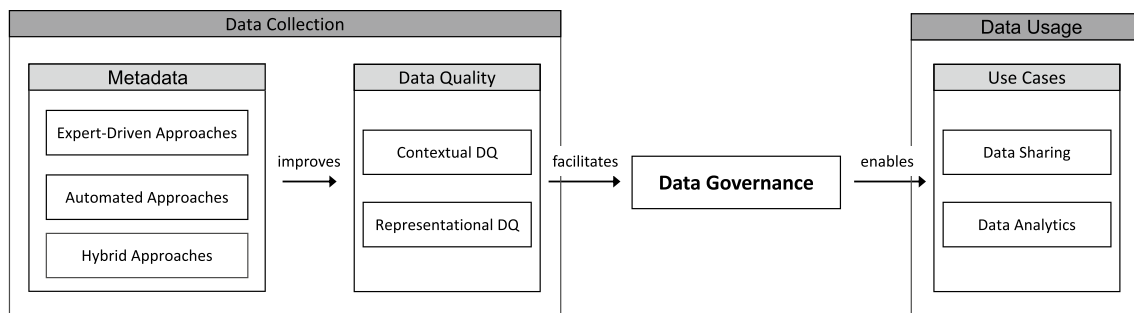 Data Collection
Metadata
Expert-Driven Approaches
Automated Approaches
Hybrid Approaches
improves
Data Quality
Contextual DQ
Representational DQ
facilitates
Data Governance
enables
Data Usage
Use Cases
Data Sharing
Data Analytics